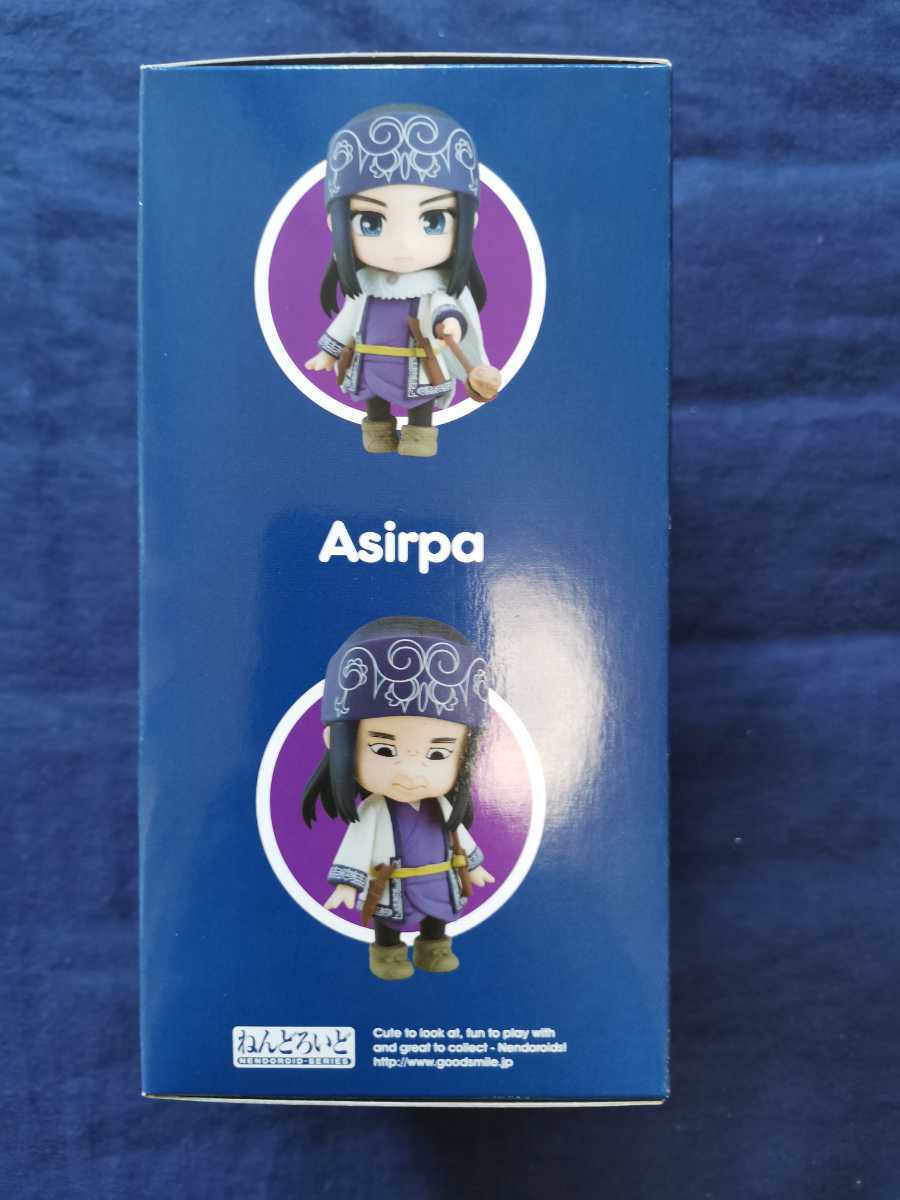 Asirpa
ねんどろいど
NENDOROID-SERIES
Cute to look at, fun to play with
and great to collect - Nendoroids!
http://www.goodsmile.jp